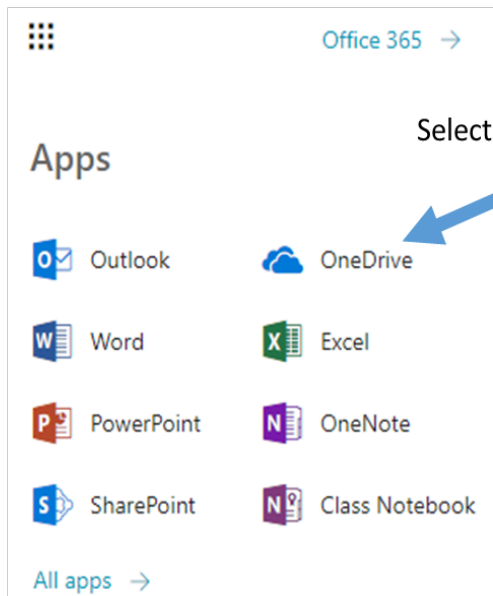 Office 365 →
Select
Apps
Outlook
OneDrive
Word
Excel
PowerPoint
OneNote
SharePoint
Class Notebook
All apps →